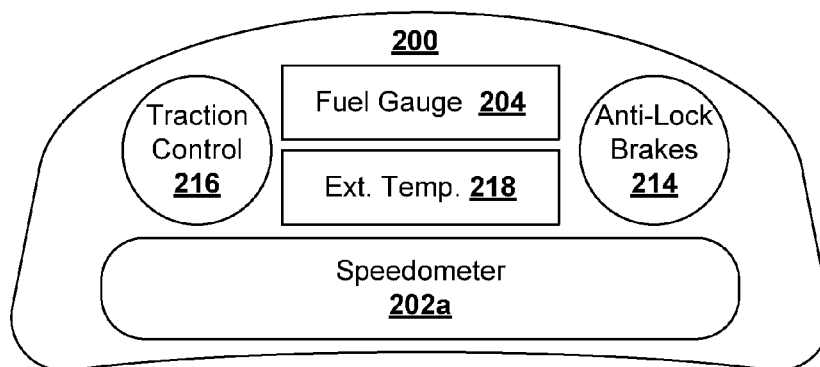 200
Traction
Control
216
Fuel Gauge 204
Ext. Temp. 218
Anti-Lock
Brakes
214
Speedometer
202a